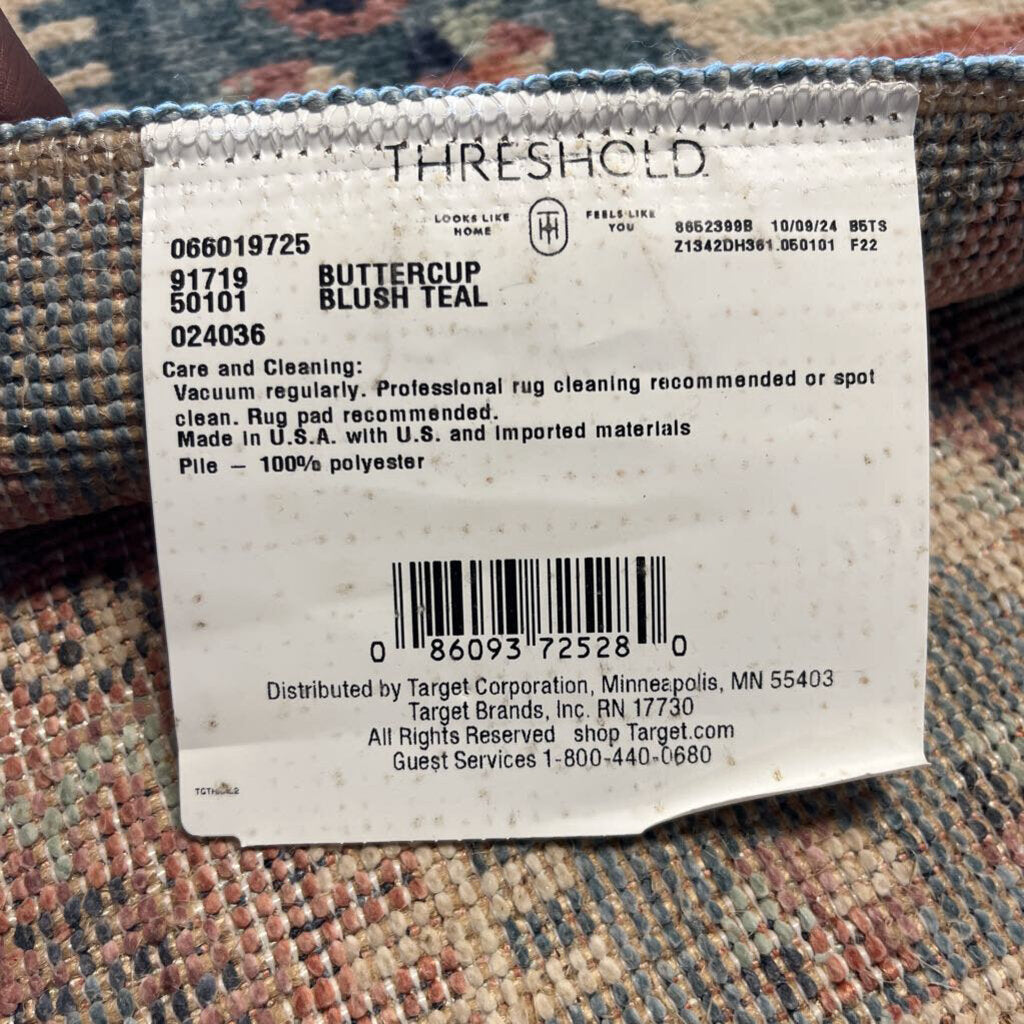 THRESHOLD
LOOKS LIKE HOME
FEELS LIKE YOU
8652399B 10/09/24 B5TS
Z1342DH361.050101 F22
066019725
91719 BUTTERCUP
50101 BLUSH TEAL
024036
Care and Cleaning:
Vacuum regularly. Professional rug cleaning recommended or spot
clean. Rug pad recommended.
Made in U.S.A. with U.S. and imported materials
Pile – 100% polyester
0 86093 72528 0
Distributed by Target Corporation, Minneapolis, MN 55403
Target Brands, Inc. RN 17730
All Rights Reserved shop Target.com
Guest Services 1-800-440-0680